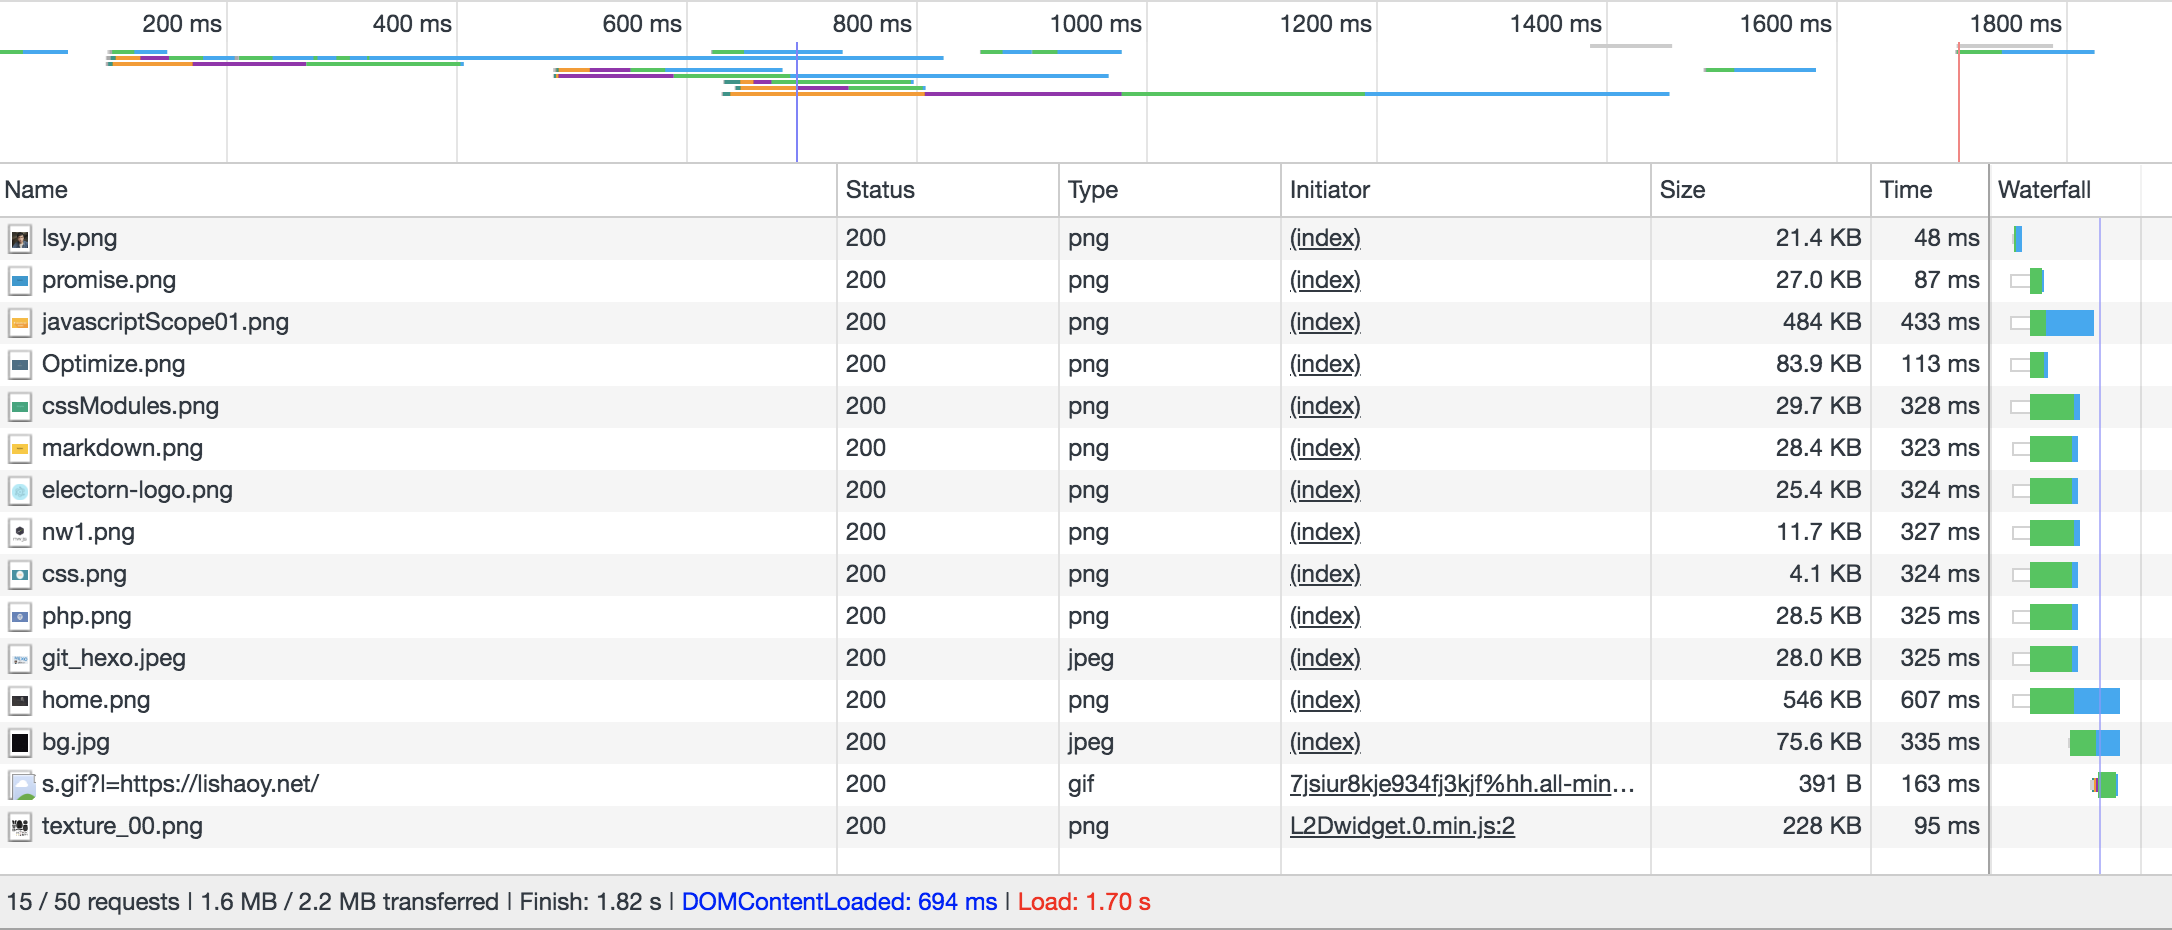 200 ms 400 ms 600 ms 800 ms 1000 ms 1200 ms 1400 ms 1600 ms 1800 ms
Name Status Type Initiator Size Time Waterfall
lsy.png 200 png (index) 21.4 KB 48 ms
promise.png 200 png (index) 27.0 KB 87 ms
javascriptScope01.png 200 png (index) 484 KB 433 ms
Optimize.png 200 png (index) 83.9 KB 113 ms
cssModules.png 200 png (index) 29.7 KB 328 ms
markdown.png 200 png (index) 28.4 KB 323 ms
electorn-logo.png 200 png (index) 25.4 KB 324 ms
nw1.png 200 png (index) 11.7 KB 327 ms
css.png 200 png (index) 4.1 KB 324 ms
php.png 200 png (index) 28.5 KB 325 ms
git_hexo.jpeg 200 jpeg (index) 28.0 KB 325 ms
home.png 200 png (index) 546 KB 607 ms
bg.jpg 200 jpeg (index) 75.6 KB 335 ms
s.gif?l=https://lishaoy.net/ 200 gif 7jsiur8kje934fj3kjf%hh.all-min… 391 B 163 ms
texture_00.png 200 png L2Dwidget.0.min.js:2 228 KB 95 ms
15 / 50 requests | 1.6 MB / 2.2 MB transferred | Finish: 1.82 s | DOMContentLoaded: 694 ms | Load: 1.70 s